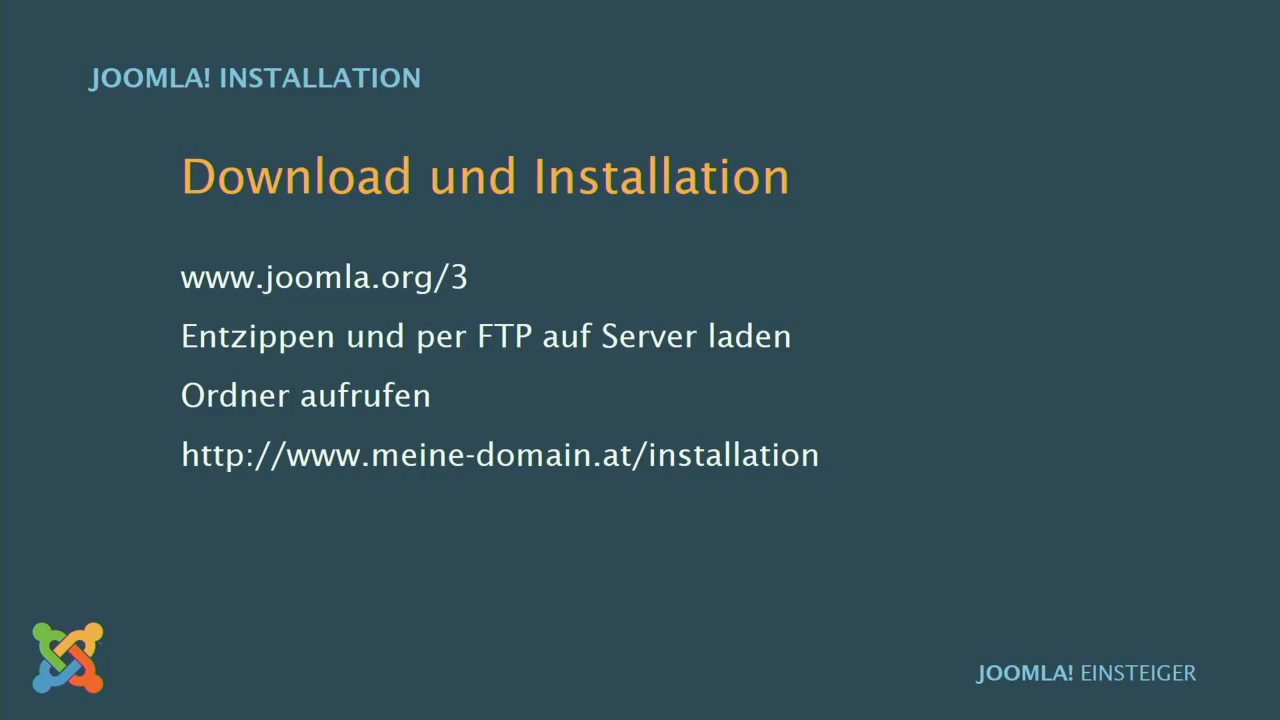 JOOMLA! INSTALLATION
Download und Installation
www.joomla.org/3
Entzippen und per FTP auf Server laden
Ordner aufrufen
http://www.meine-domain.at/installation
JOOMLA! EINSTEIGER